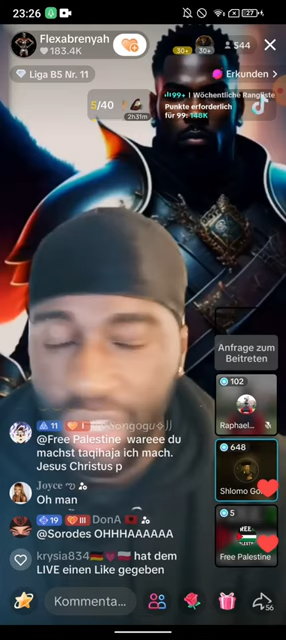 23:26
27
Flexabrenyah
183.4K
30+
30+
544
Liga B5 Nr. 11
Erkunden
5/40
2h31m
99+ | Wöchentliche Rangliste
Punkte erforderlich
für 99: 148K
Anfrage zum
Beitreten
102
Raphael...
648
Shlomo Go
5
Free Palestine
11
I
@Free Palestine wareee du
machst taqihaja ich mach.
Jesus Christus p
Joyce
Oh man
19
III
DonA
@Sorodes OHHHAAAAAA
krysia834 hat dem
LIVE einen Like gegeben
Kommenta...
56